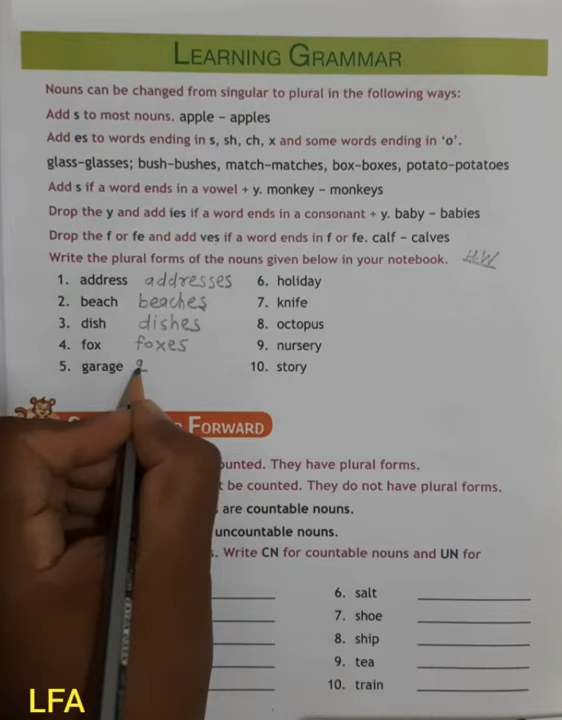 LEARNING GRAMMAR
Nouns can be changed from singular to plural in the following ways:
Add s to most nouns. apple – apples
Add es to words ending in s, sh, ch, x and some words ending in ‘o’.
glass-glasses; bush-bushes, match-matches, box-boxes, potato-potatoes
Add s if a word ends in a vowel + y. monkey – monkeys
Drop the y and add ies if a word ends in a consonant + y. baby – babies
Drop the f or fe and add ves if a word ends in f or fe. calf – calves
Write the plural forms of the nouns given below in your notebook. H.W
1. address addresses 6. holiday
2. beach beaches 7. knife
3. dish dishes 8. octopus
4. fox foxes 9. nursery
5. garage 10. story
FORWARD
ounted. They have plural forms.
be counted. They do not have plural forms.
are countable nouns.
uncountable nouns.
Write CN for countable nouns and UN for
6. salt
7. shoe
8. ship
9. tea
10. train
LFA